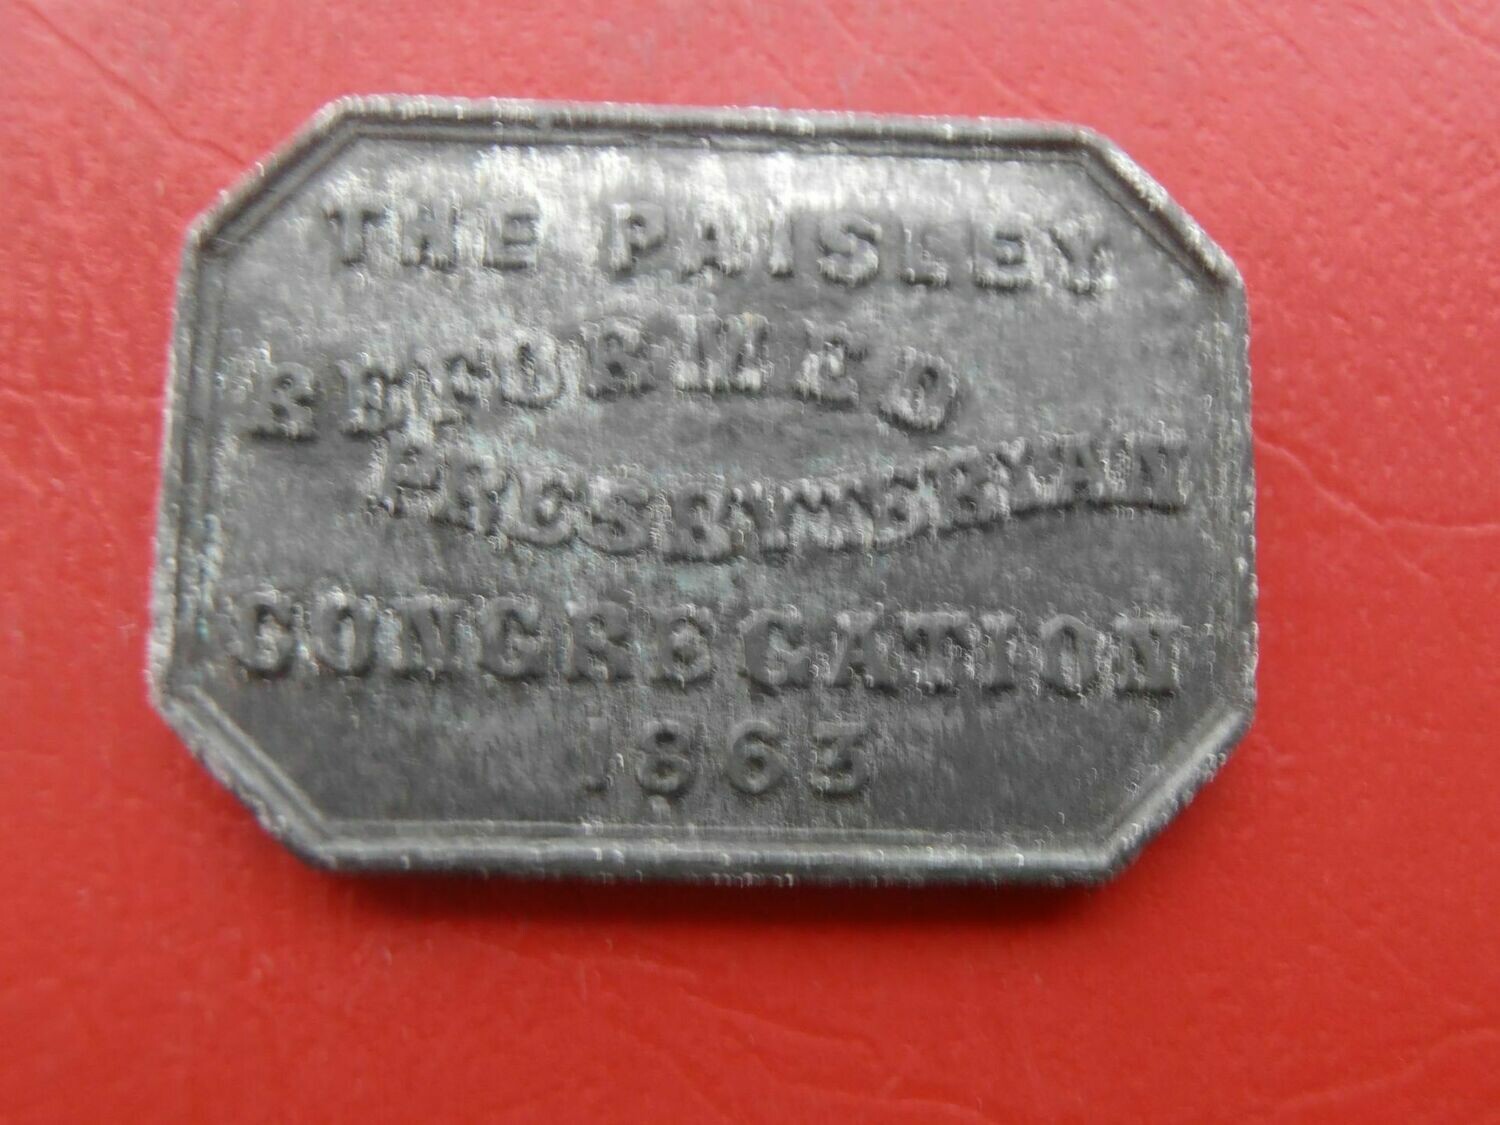 THE PAISLEY
REFORMED
PRESBYTERIAN
CONGREGATION
1863